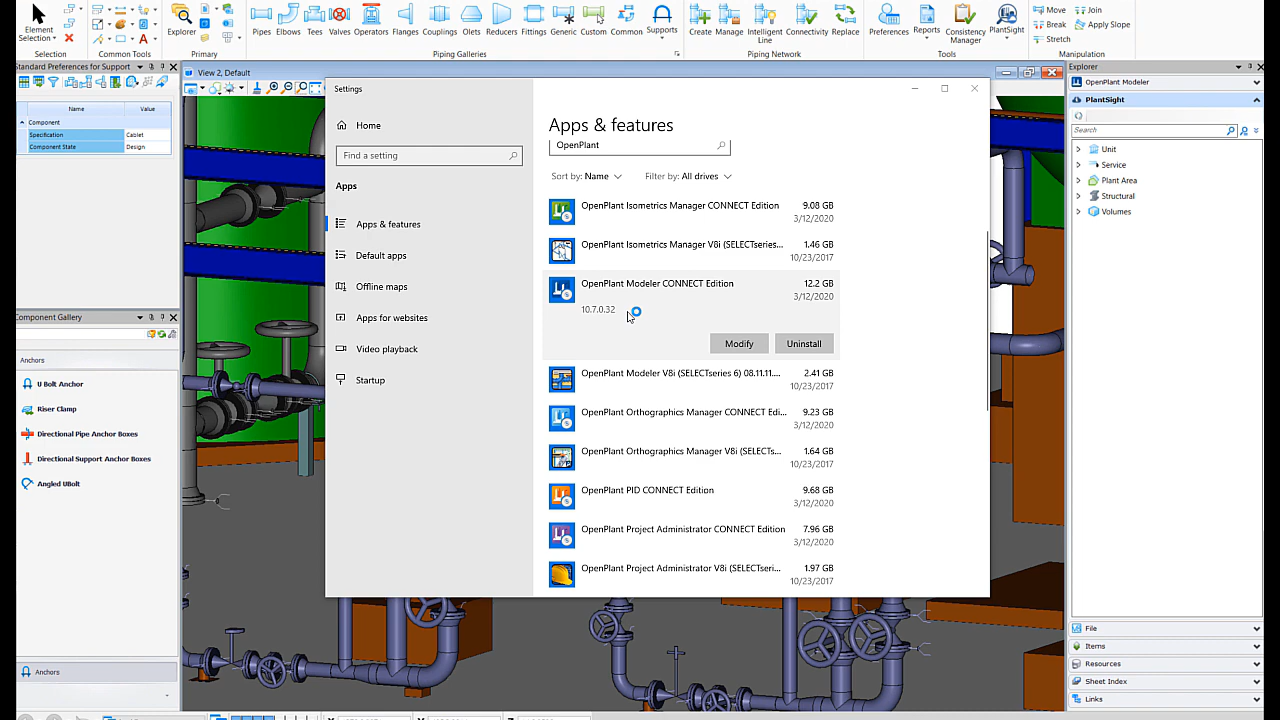 Element
Selection
Selection
Common Tools
Explorer
Primary
Pipes
Elbows
Tees
Valves
Operators
Flanges
Couplings
Olets
Reducers
Fittings
Generic
Custom
Common
Supports
Piping Galleries
Create
Manage
Intelligent
Line
Connectivity
Replace
Piping Network
Preferences
Reports
Consistency
Manager
PlantSight
Tools
Move
Join
Break
Apply Slope
Stretch
Manipulation
Standard Preferences for Support
Name Value
Component
Specification Cablet
Component State Design
Component Gallery
Anchors
U Bolt Anchor
Riser Clamp
Directional Pipe Anchor Boxes
Directional Support Anchor Boxes
Angled UBolt
Anchors
View 2, Default
Settings
Home
Find a setting
Apps
Apps & features
Default apps
Offline maps
Apps for websites
Video playback
Startup
Apps & features
OpenPlant
Sort by: Name Filter by: All drives
OpenPlant Isometrics Manager CONNECT Edition 9.08 GB
3/12/2020
OpenPlant Isometrics Manager V8i (SELECTseries... 1.46 GB
10/23/2017
OpenPlant Modeler CONNECT Edition 12.2 GB
3/12/2020
10.7.0.32
Modify Uninstall
OpenPlant Modeler V8i (SELECTseries 6) 08.11.11.... 2.41 GB
10/23/2017
OpenPlant Orthographics Manager CONNECT Edi... 9.23 GB
3/12/2020
OpenPlant Orthographics Manager V8i (SELECTs... 1.64 GB
10/23/2017
OpenPlant PID CONNECT Edition 9.68 GB
3/12/2020
OpenPlant Project Administrator CONNECT Edition 7.96 GB
3/12/2020
OpenPlant Project Administrator V8i (SELECTseri... 1.97 GB
10/23/2017
Explorer
OpenPlant Modeler
PlantSight
Search
Unit
Service
Plant Area
Structural
Volumes
File
Items
Resources
Sheet Index
Links